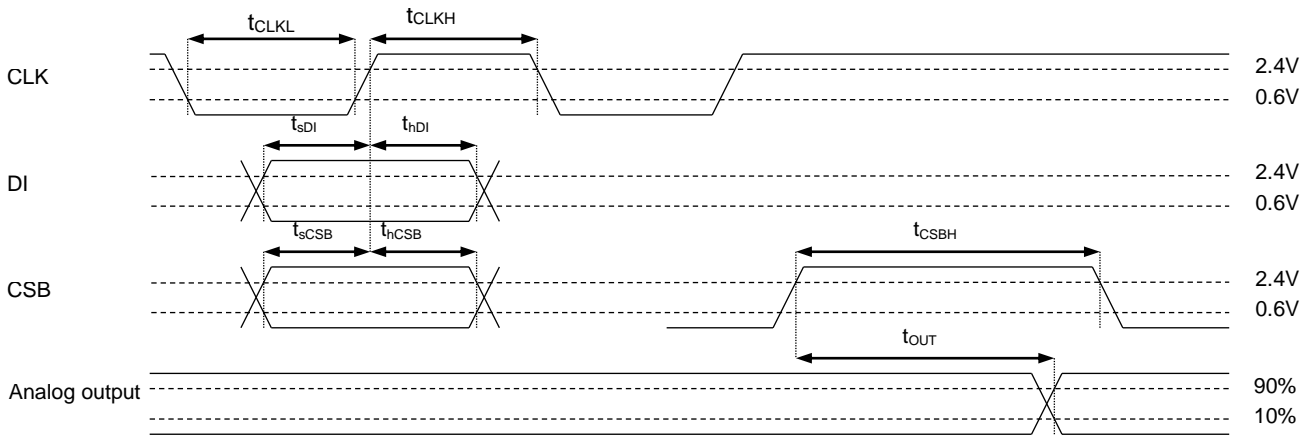 tCLKL
tCLKH
CLK
2.4V
0.6V
tsDI
thDI
DI
2.4V
0.6V
tsCSB
thCSB
tCSBH
CSB
2.4V
0.6V
tOUT
Analog output
90%
10%